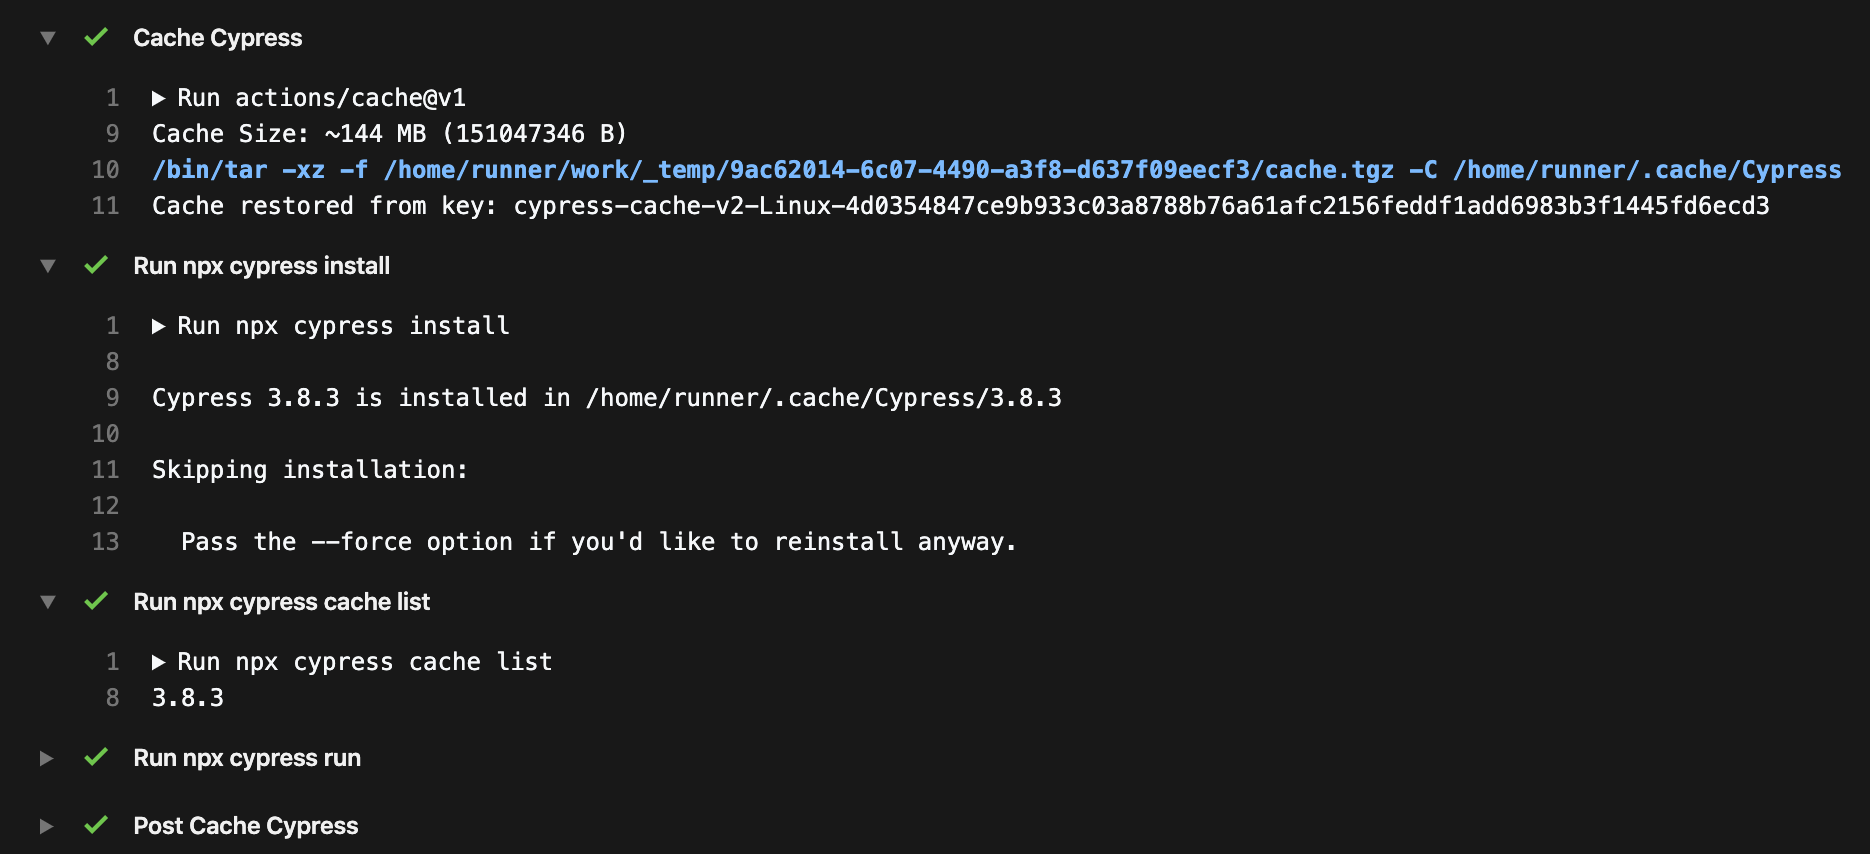 Cache Cypress
1 Run actions/cache@v1
9 Cache Size: ~144 MB (151047346 B)
10 /bin/tar -xz -f /home/runner/work/_temp/9ac62014-6c07-4490-a3f8-d637f09eecf3/cache.tgz -C /home/runner/.cache/Cypress
11 Cache restored from key: cypress-cache-v2-Linux-4d0354847ce9b933c03a8788b76a61afc2156feddf1add6983b3f1445fd6ecd3
Run npx cypress install
1 Run npx cypress install
8
9 Cypress 3.8.3 is installed in /home/runner/.cache/Cypress/3.8.3
10
11 Skipping installation:
12
13 Pass the --force option if you'd like to reinstall anyway.
Run npx cypress cache list
1 Run npx cypress cache list
8 3.8.3
Run npx cypress run
Post Cache Cypress